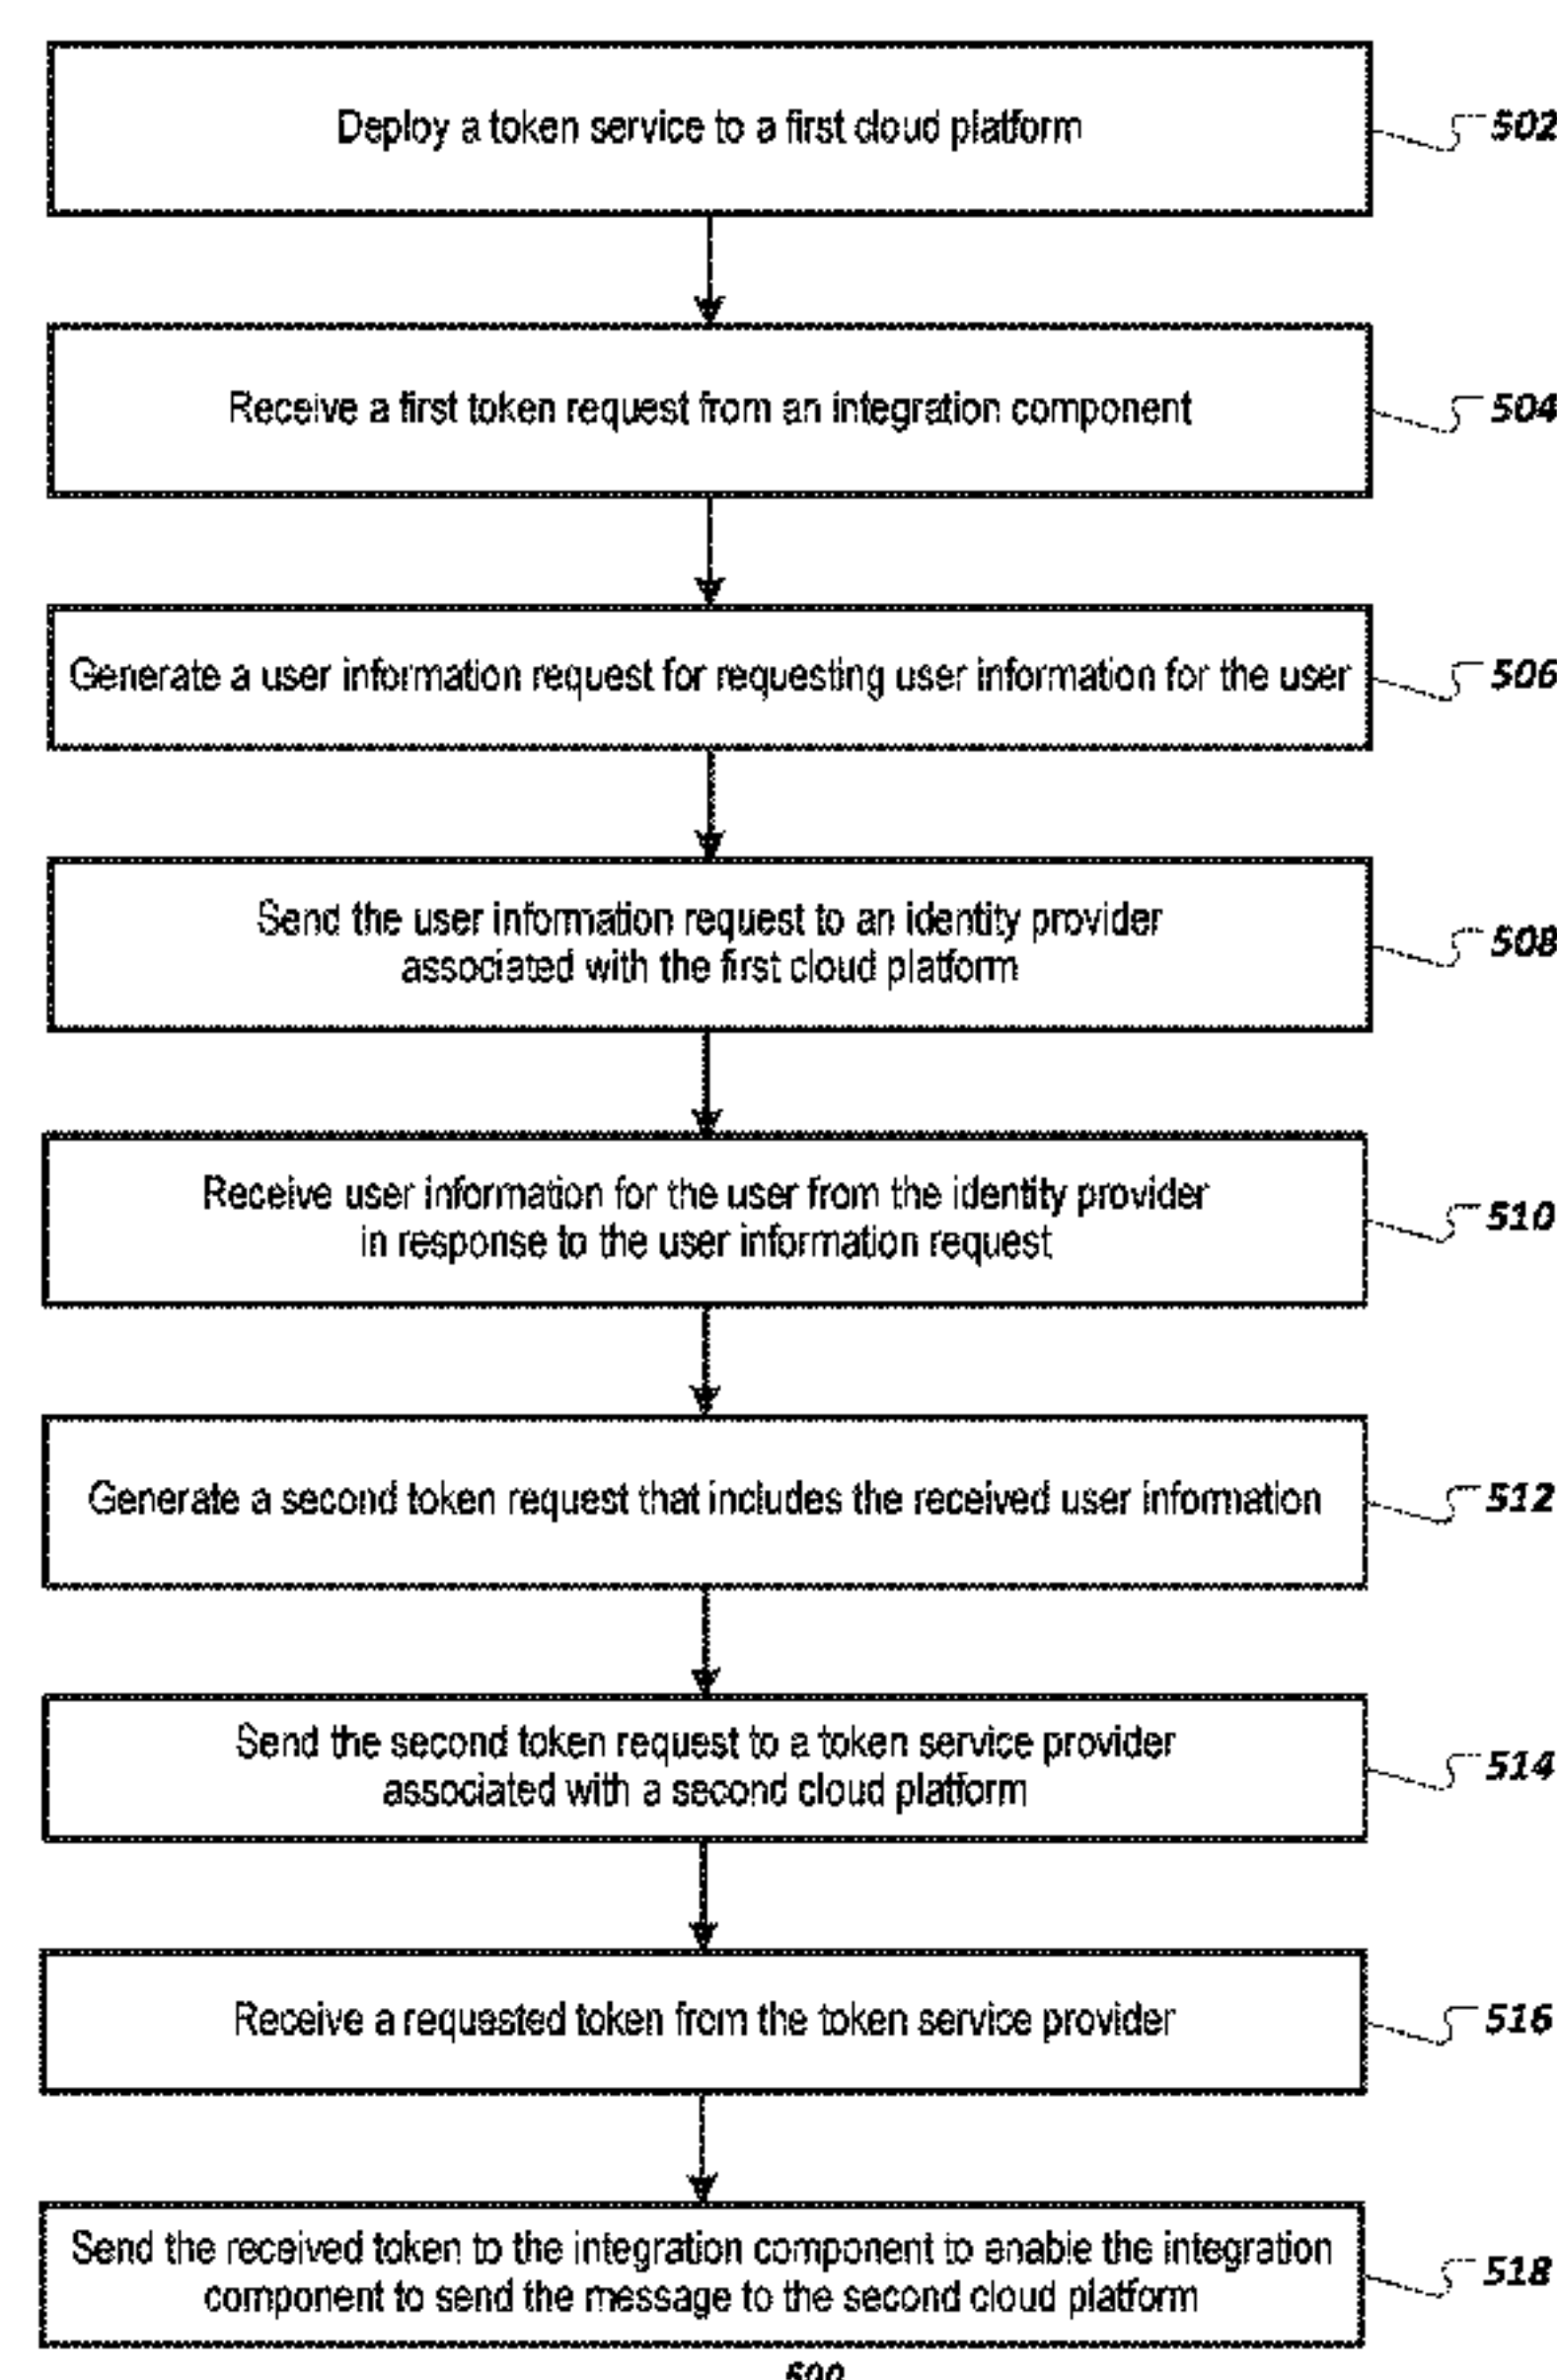 Deploy a token service to a first cloud platform
502
Receive a first token request from an integration component
504
Generate a user information request for requesting user information for the user
506
Send the user information request to an identity provider
associated with the first cloud platform
508
Receive user information for the user from the identity provider
in response to the user information request
510
Generate a second token request that includes the received user information
512
Send the second token request to a token service provider
associated with a second cloud platform
514
Receive a requested token from the token service provider
516
Send the received token to the integration component to enable the integration
component to send the message to the second cloud platform
518